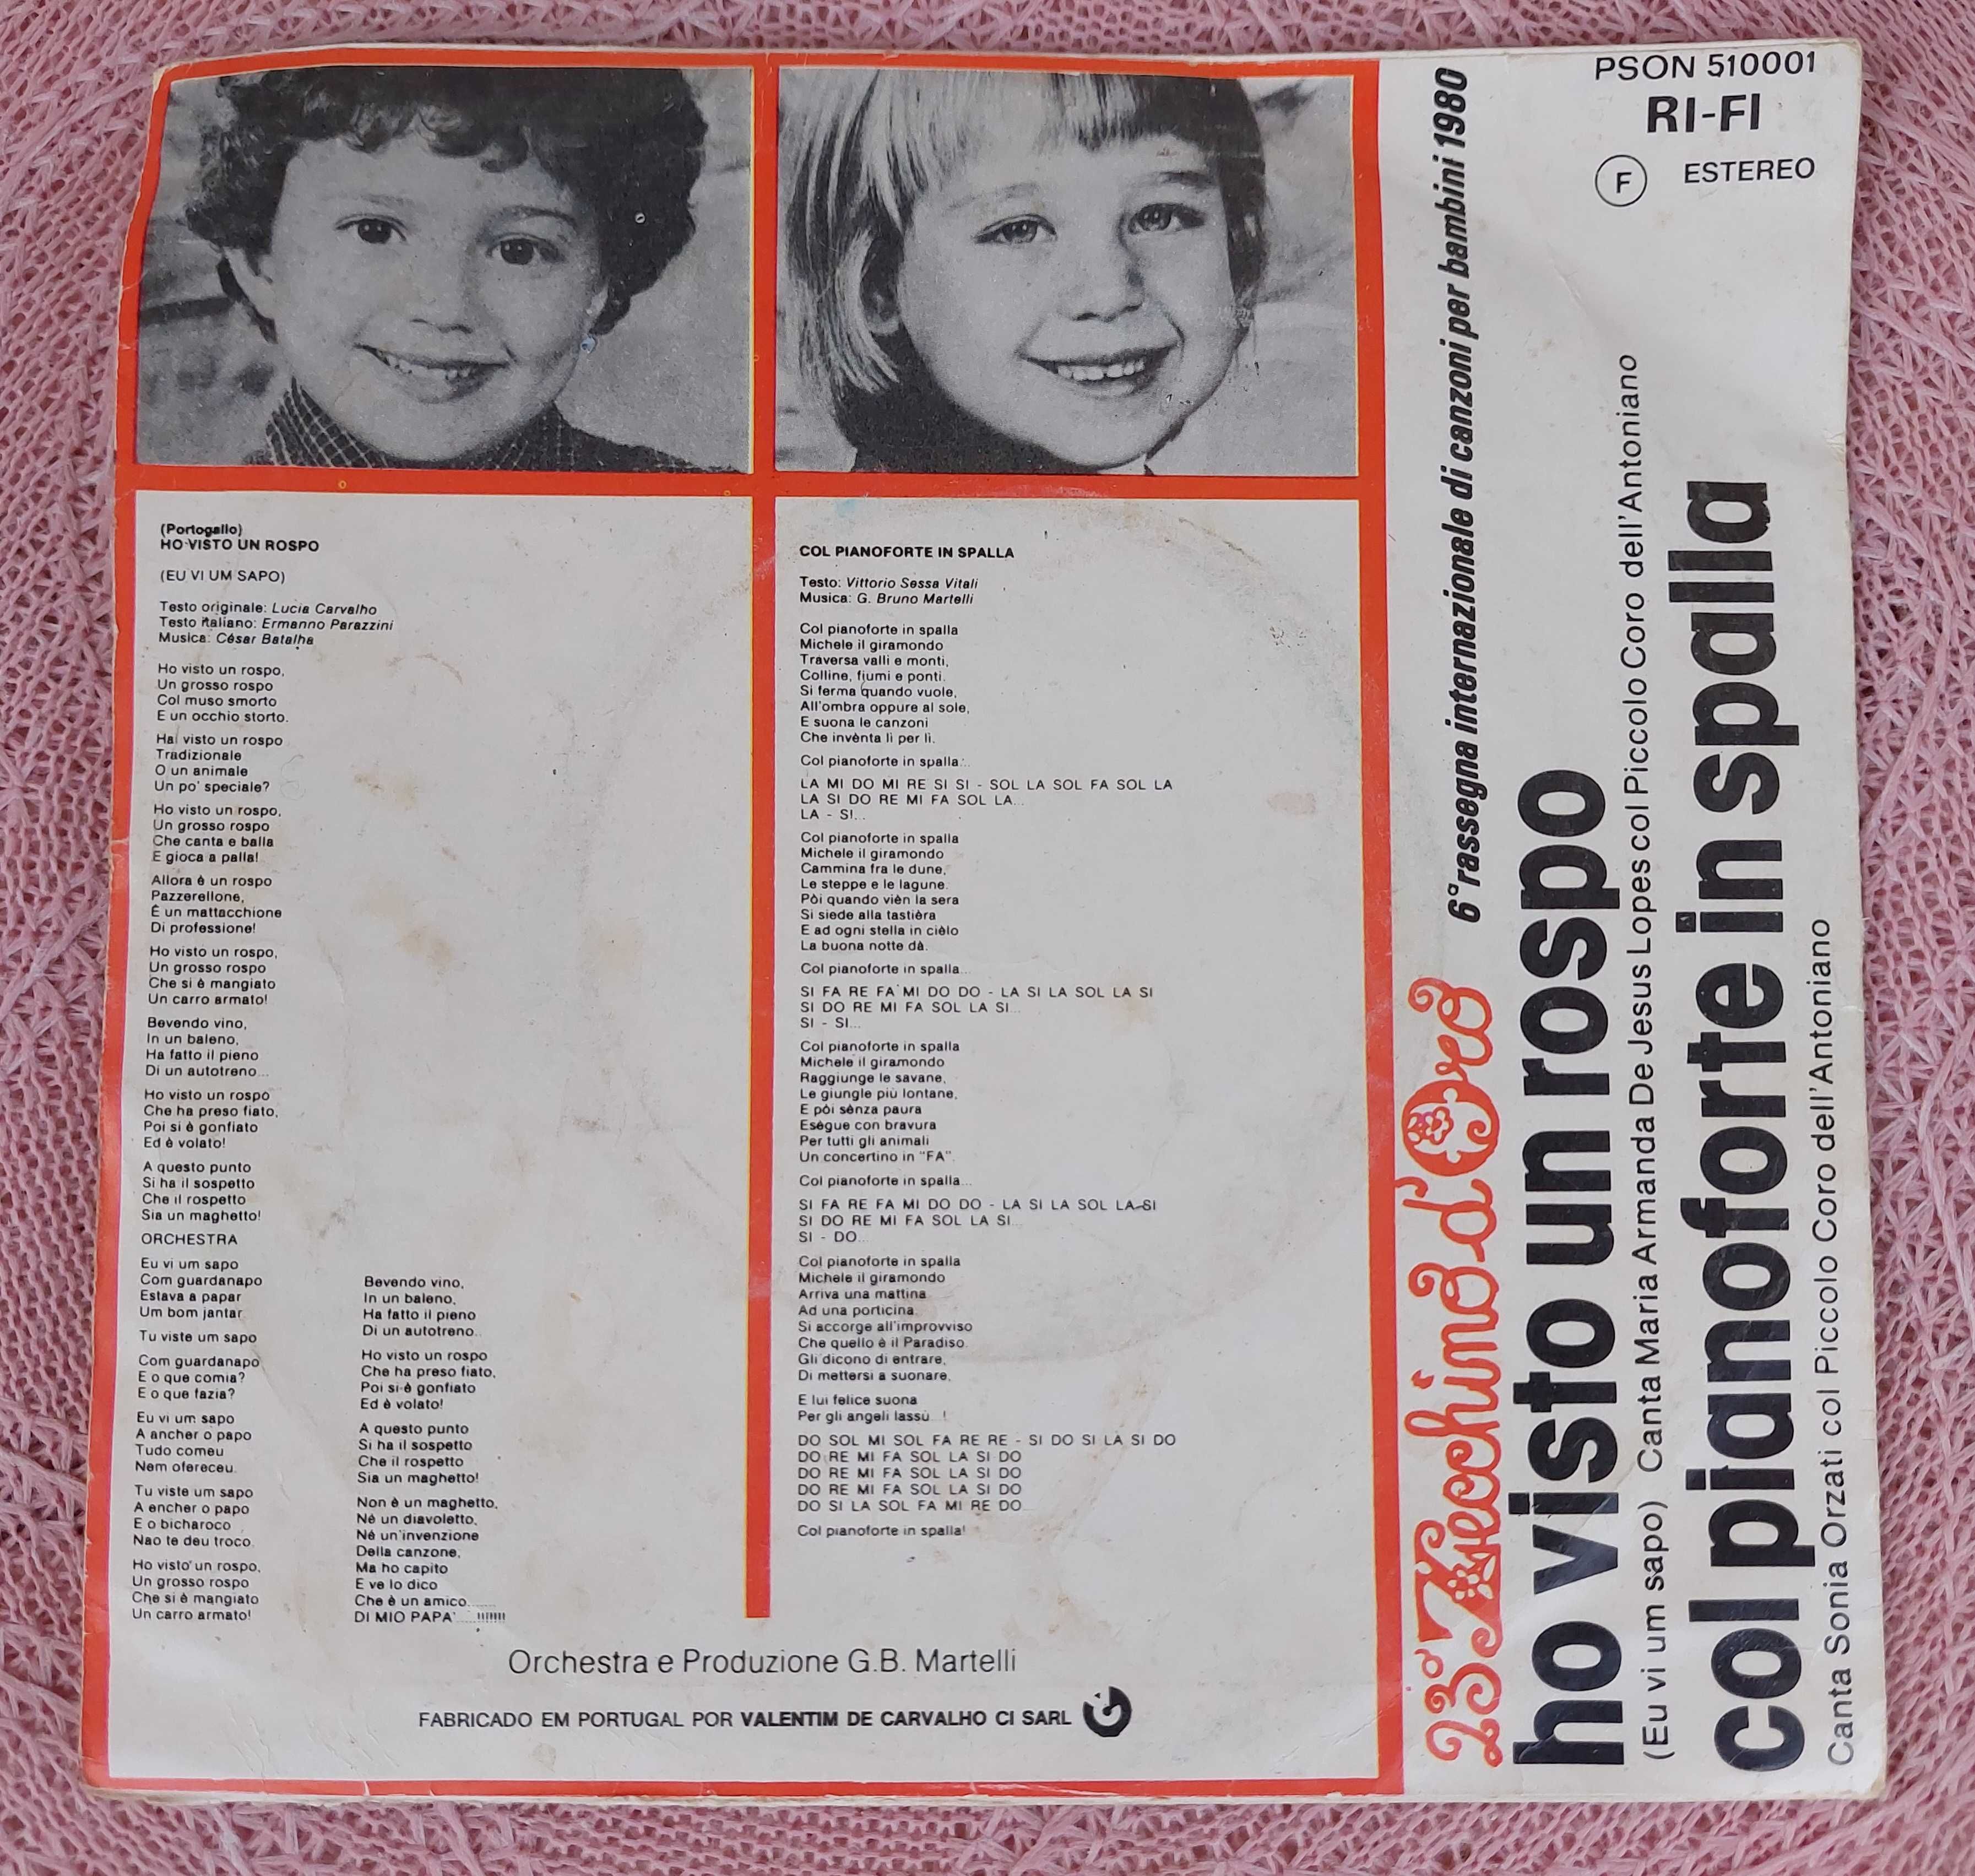 PSON 510001
RI-FI
F ESTEREO
(Portogallo)
HO VISTO UN ROSPO
(EU VI UM SAPO)
Testo originale: Lucia Carvalho
Testo italiano: Ermanno Parazzini
Musica: César Batalha
Ho visto un rospo,
Un grosso rospo
Col muso smorto
E un occhio storto.
Hai visto un rospo
Tradizionale
O un animale
Un po' speciale?
Ho visto un rospo,
Un grosso rospo
Che canta e balla
E gioca a palla!
Allora è un rospo
Pazzerellone,
È un mattacchione
Di professione!
Ho visto un rospo,
Un grosso rospo
Che si è mangiato
Un carro armato!
Bevendo vino,
In un baleno,
Ha fatto il pieno
Di un autotreno...
Ho visto un rospo
Che ha preso fiato,
Poi si è gonfiato
Ed è volato!
A questo punto
Si ha il sospetto
Che il rospetto
Sia un maghetto!
ORCHESTRA
Eu vi um sapo
Com guardanapo
Estava a papar
Um bom jantar
Tu viste um sapo
Com guardanapo
E o que comia?
E o que fazia?
Eu vi um sapo
A ancher o papo
Tudo comeu
Nem ofereceu.
Tu viste um sapo
A encher o papo
E o bicharoco
Nao te deu troco.
Ho visto un rospo,
Un grosso rospo
Che si è mangiato
Un carro armato!
Bevendo vino,
In un baleno,
Ha fatto il pieno
Di un autotreno..
Ho visto un rospo
Che ha preso fiato,
Poi si è gonfiato
Ed è volato!
A questo punto
Si ha il sospetto
Che il rospetto
Sia un maghetto!
Non è un maghetto,
Nè un diavoletto,
Nè un'invenzione
Della canzone,
Ma ho capito
E ve lo dico
Che è un amico........
DI MIO PAPA'.....!!!!!!!
COL PIANOFORTE IN SPALLA
Testo: Vittorio Sessa Vitali
Musica: G. Bruno Martelli
Col pianoforte in spalla
Michele il giramondo
Traversa valli e monti,
Colline, fiumi e ponti.
Si ferma quando vuole,
All'ombra oppure al sole,
E suona le canzoni
Che invènta lì per lì.
Col pianoforte in spalla...
LA MI DO MI RE SI SI - SOL LA SOL FA SOL LA
LA SI DO RE MI FA SOL LA...
LA - SI...
Col pianoforte in spalla
Michele il giramondo
Cammina fra le dune,
Le steppe e le lagune.
Pòi quando vièn la sera
Si siede alla tastièra
E ad ogni stella in cièlo
La buona notte dà.
Col pianoforte in spalla...
SI FA RE FA MI DO DO - LA SI LA SOL LA SI
SI DO RE MI FA SOL LA SI...
SI - SI...
Col pianoforte in spalla
Michele il giramondo
Raggiunge le savane,
Le giungle più lontane,
E pòi sènza paura
Esègue con bravura
Per tutti gli animali
Un concertino in "FA".
Col pianoforte in spalla...
SI FA RE FA MI DO DO - LA SI LA SOL LA SI
SI DO RE MI FA SOL LA SI...
SI - DO...
Col pianoforte in spalla
Michele il giramondo
Arriva una mattina
Ad una porticina.
Si accorge all'improvviso
Che quello è il Paradiso.
Gli dicono di entrare,
Di mettersi a suonare,
E lui felice suona
Per gli angeli lassù...!
DO SOL MI SOL FA RE RE - SI DO SI LA SI DO
DO RE MI FA SOL LA SI DO
DO RE MI FA SOL LA SI DO
DO RE MI FA SOL LA SI DO
DO SI LA SOL FA MI RE DO...
Col pianoforte in spalla!
Orchestra e Produzione G.B. Martelli
FABRICADO EM PORTUGAL POR VALENTIM DE CARVALHO CI SARL
23° Zecchino d'Oro 6° rassegna internazionale di canzoni per bambini 1980
ho visto un rospo
(Eu vi um sapo) Canta Maria Armanda De Jesus Lopes col Piccolo Coro dell'Antoniano
col pianoforte in spalla
Canta Sonia Orzati col Piccolo Coro dell'Antoniano